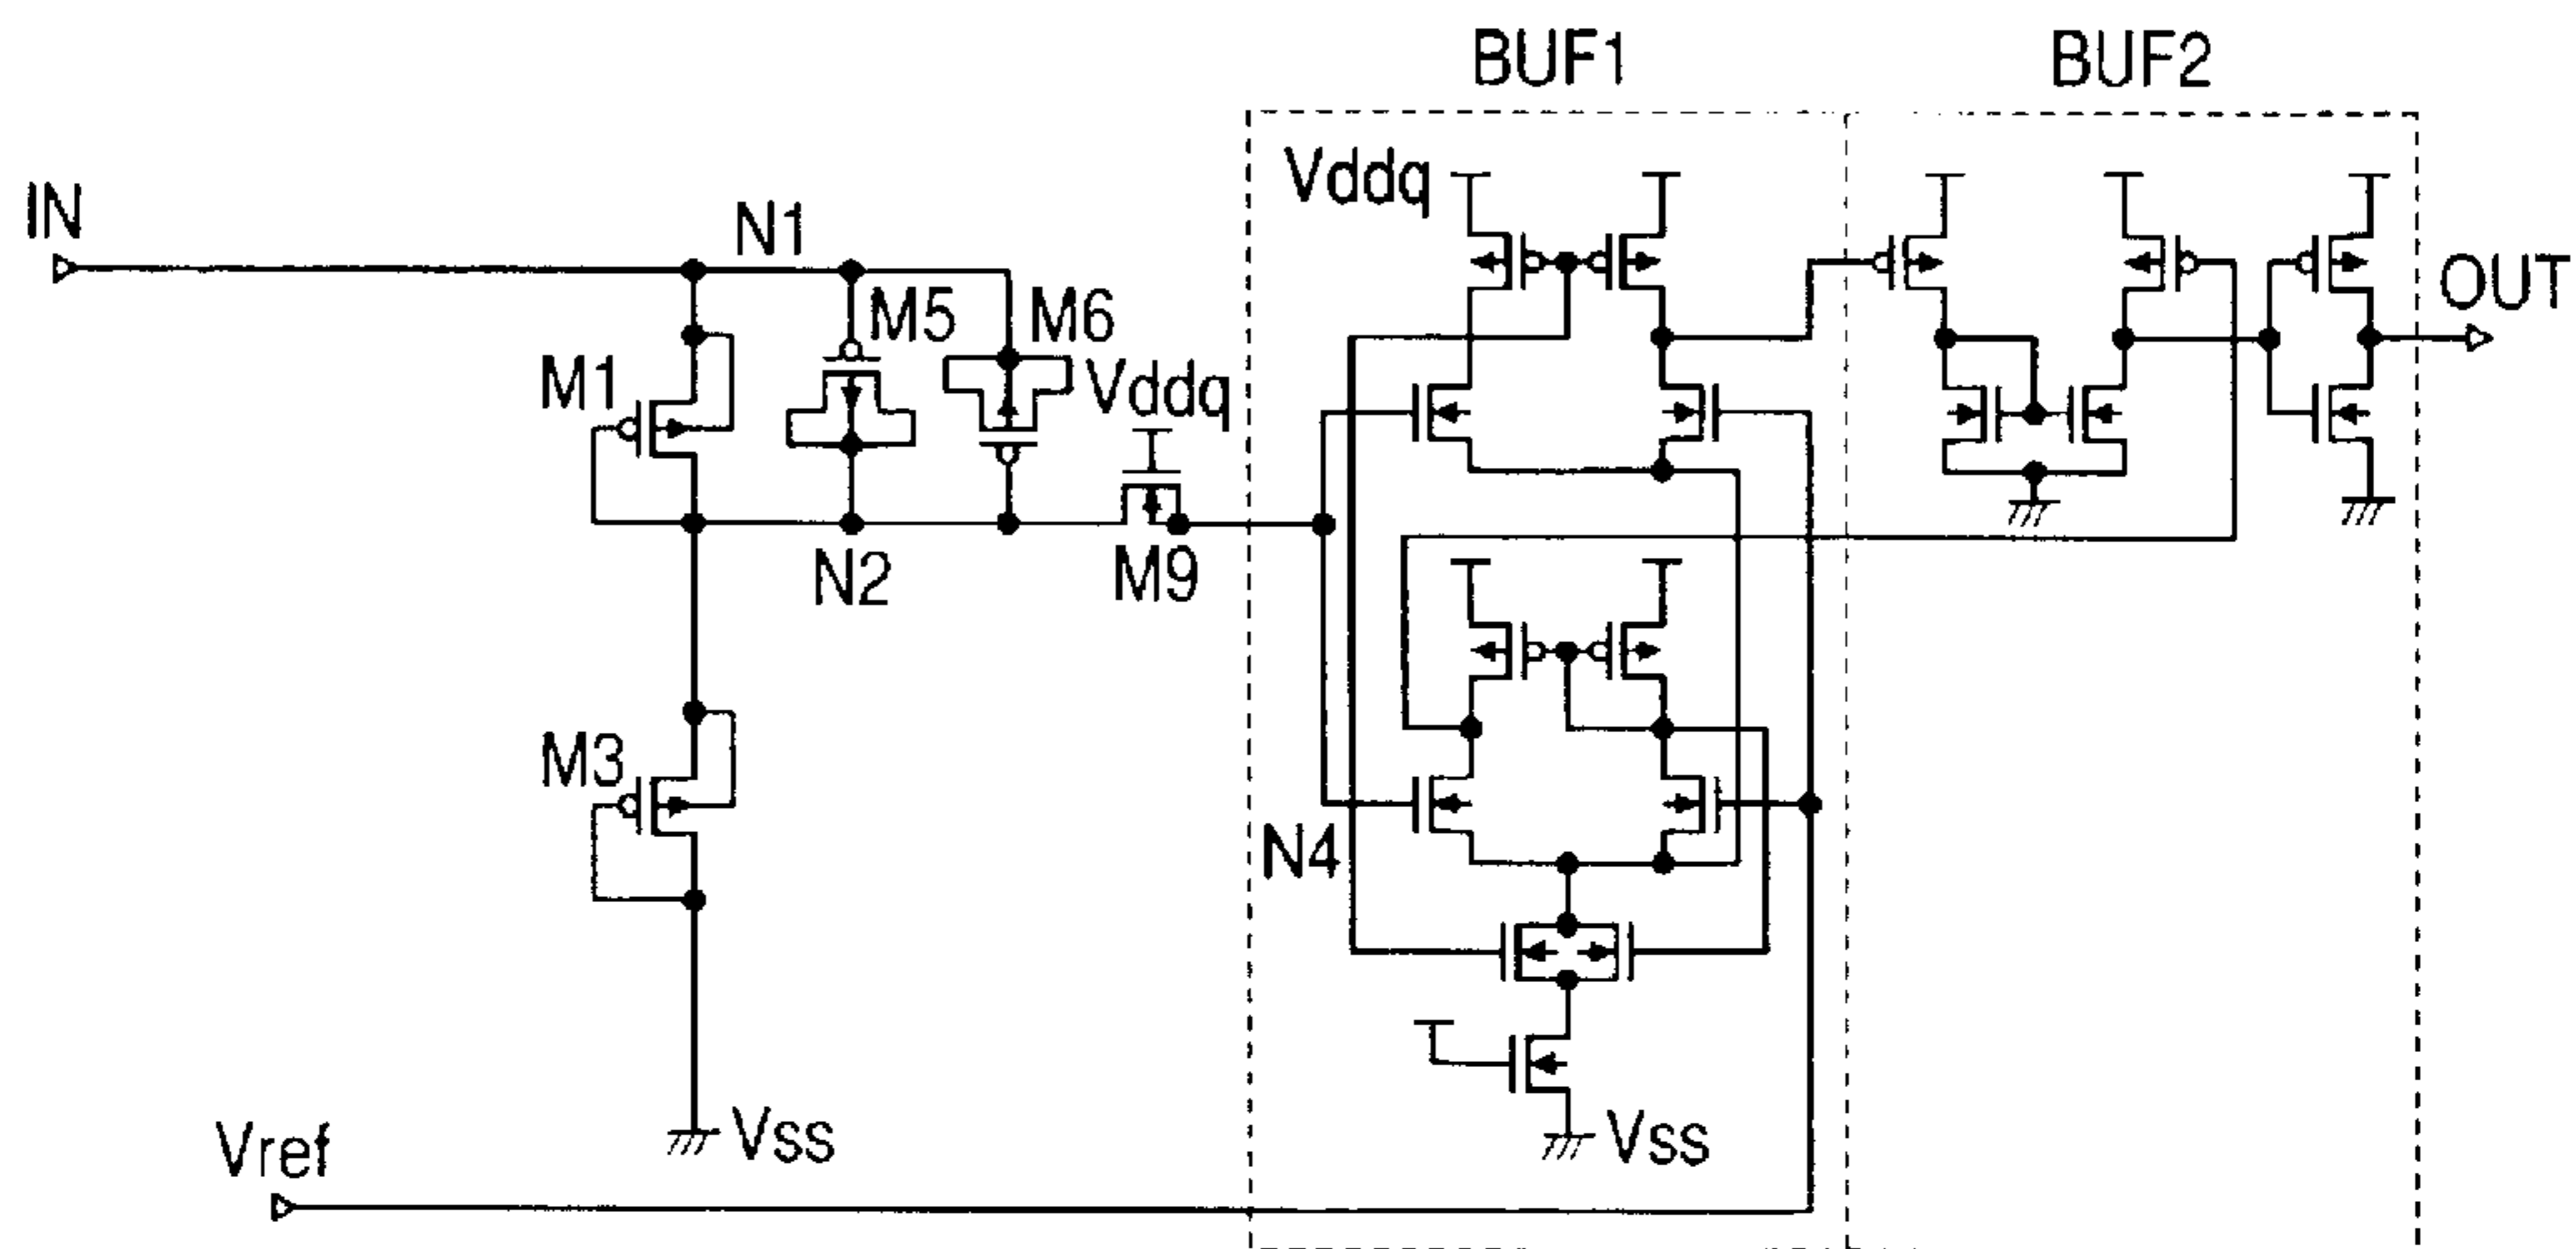 BUF1
BUF2
Vddq
IN
N1
M5
M6
M1
Vddq
OUT
N2
M9
M3
N4
Vss
Vss
Vref